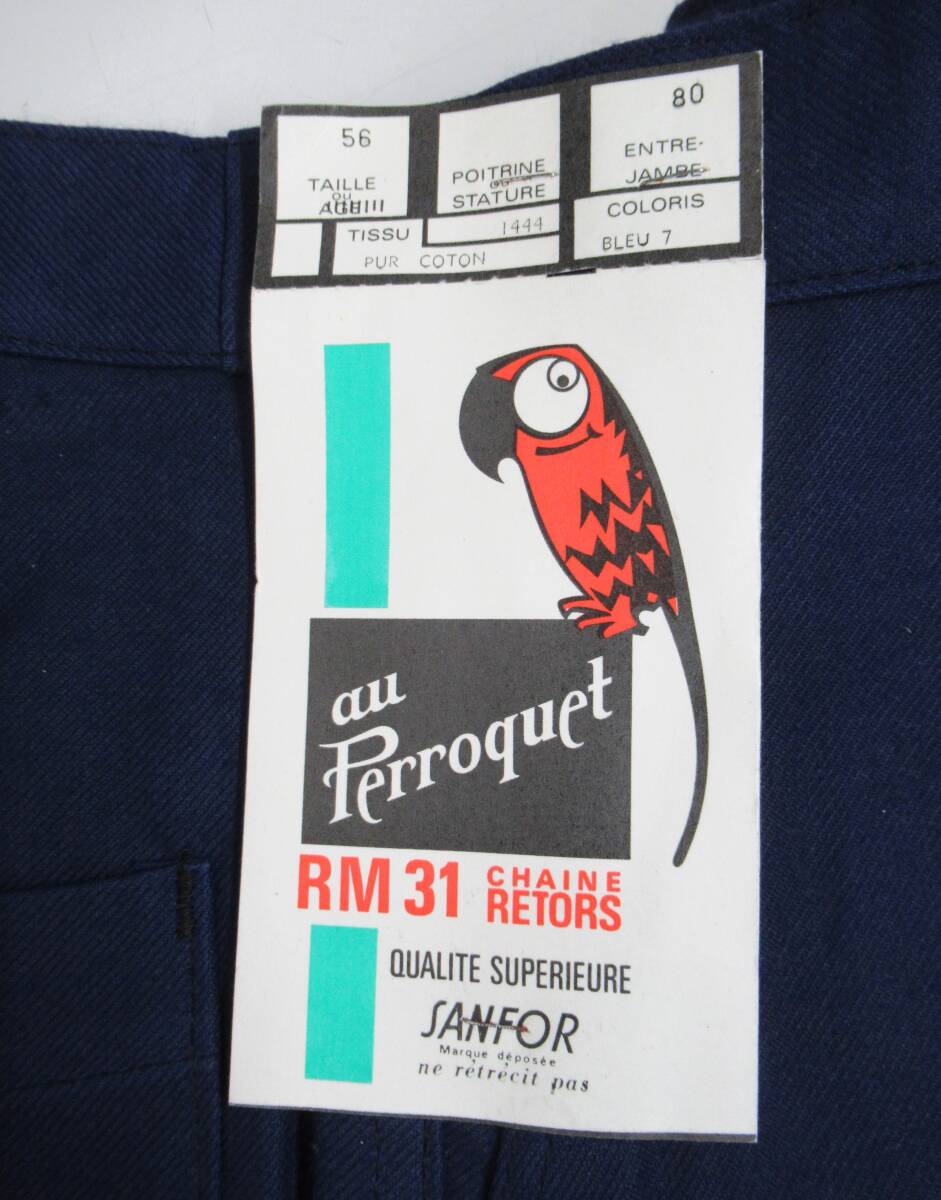 56
TAILLE
ou
AGE
POITRINE
ou
STATURE
80
ENTRE-
JAMBE
TISSU
1444
PUR COTON
COLORIS
BLEU 7
au
Perroquet
RM 31
CHAINE
RETORS
QUALITE SUPERIEURE
SANFOR
Marque déposée
ne rétrécit pas